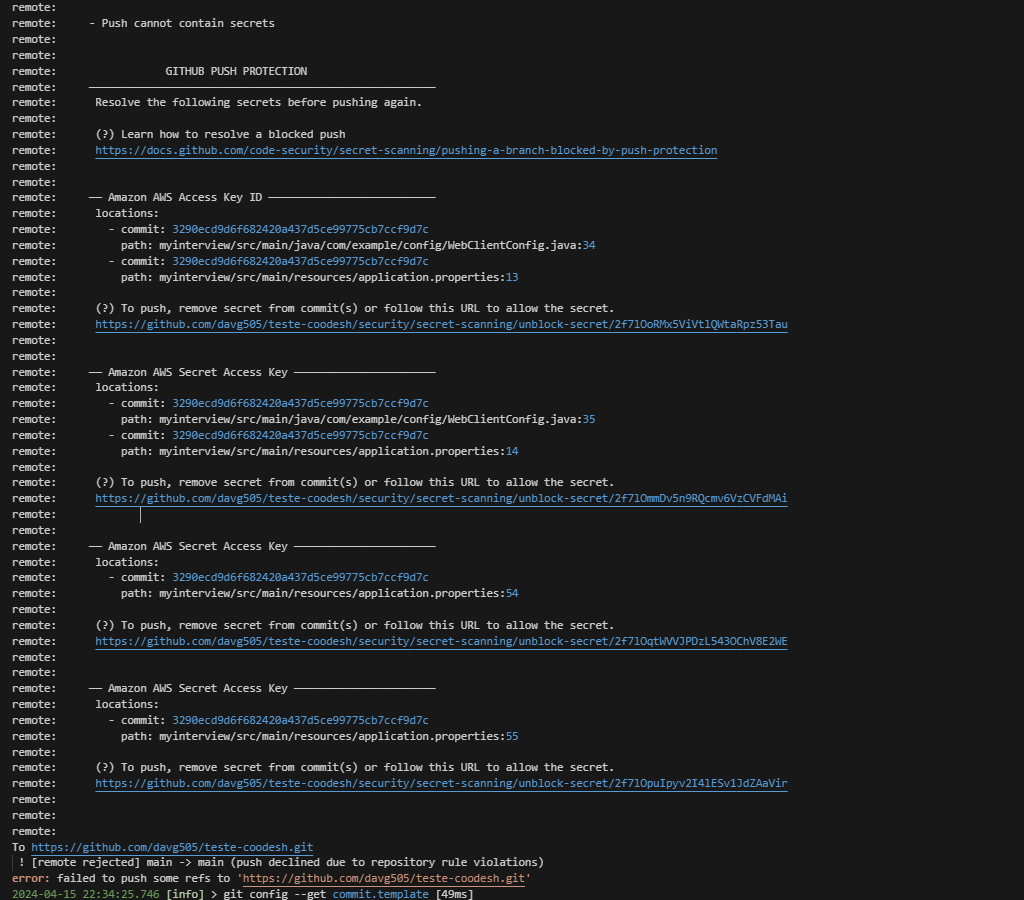 remote:
remote: - Push cannot contain secrets
remote:
remote:
remote: GITHUB PUSH PROTECTION
remote: ———————————————————————————
remote: Resolve the following secrets before pushing again.
remote:
remote: (?) Learn how to resolve a blocked push
remote: https://docs.github.com/code-security/secret-scanning/pushing-a-branch-blocked-by-push-protection
remote:
remote:
remote: —— Amazon AWS Access Key ID ——————————————————————————
remote: locations:
remote: - commit: 3290ecd9d6f682420a437d5ce99775cb7ccf9d7c
remote: path: myinterview/src/main/java/com/example/config/WebClientConfig.java:34
remote: - commit: 3290ecd9d6f682420a437d5ce99775cb7ccf9d7c
remote: path: myinterview/src/main/resources/application.properties:13
remote:
remote: (?) To push, remove secret from commit(s) or follow this URL to allow the secret.
remote: https://github.com/davg505/teste-coodesh/security/secret-scanning/unblock-secret/2f7lOoRMx5ViVtlQWtaRpz53Tau
remote:
remote:
remote: —— Amazon AWS Secret Access Key ——————————————————————
remote: locations:
remote: - commit: 3290ecd9d6f682420a437d5ce99775cb7ccf9d7c
remote: path: myinterview/src/main/java/com/example/config/WebClientConfig.java:35
remote: - commit: 3290ecd9d6f682420a437d5ce99775cb7ccf9d7c
remote: path: myinterview/src/main/resources/application.properties:14
remote:
remote: (?) To push, remove secret from commit(s) or follow this URL to allow the secret.
remote: https://github.com/davg505/teste-coodesh/security/secret-scanning/unblock-secret/2f7lOmmDv5n9RQcmv6VzCVFdMAi
remote:
remote:
remote: —— Amazon AWS Secret Access Key ——————————————————————
remote: locations:
remote: - commit: 3290ecd9d6f682420a437d5ce99775cb7ccf9d7c
remote: path: myinterview/src/main/resources/application.properties:54
remote:
remote: (?) To push, remove secret from commit(s) or follow this URL to allow the secret.
remote: https://github.com/davg505/teste-coodesh/security/secret-scanning/unblock-secret/2f7lOqtWVVJPDzL543OChV8E2WE
remote:
remote:
remote: —— Amazon AWS Secret Access Key ——————————————————————
remote: locations:
remote: - commit: 3290ecd9d6f682420a437d5ce99775cb7ccf9d7c
remote: path: myinterview/src/main/resources/application.properties:55
remote:
remote: (?) To push, remove secret from commit(s) or follow this URL to allow the secret.
remote: https://github.com/davg505/teste-coodesh/security/secret-scanning/unblock-secret/2f7lOpuIpyv2I4lESv1JdZAaVir
remote:
remote:
remote:
To https://github.com/davg505/teste-coodesh.git
! [remote rejected] main -> main (push declined due to repository rule violations)
error: failed to push some refs to 'https://github.com/davg505/teste-coodesh.git'
2024-04-15 22:34:25.746 [info] > git config --get commit.template [49ms]